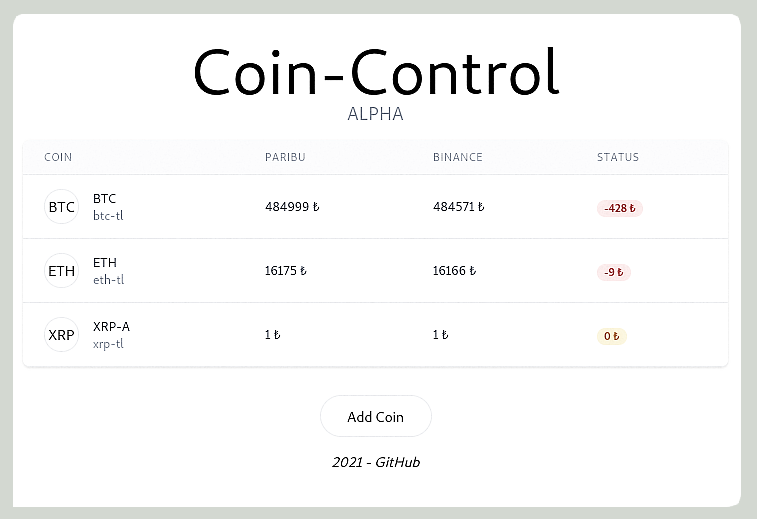 Coin-Control
ALPHA
COIN PARIBU BINANCE STATUS
BTC BTC 484999 ₺ 484571 ₺ -428 ₺
btc-tl
ETH ETH 16175 ₺ 16166 ₺ -9 ₺
eth-tl
XRP XRP-A 1 ₺ 1 ₺ 0 ₺
xrp-tl
Add Coin
2021 - GitHub